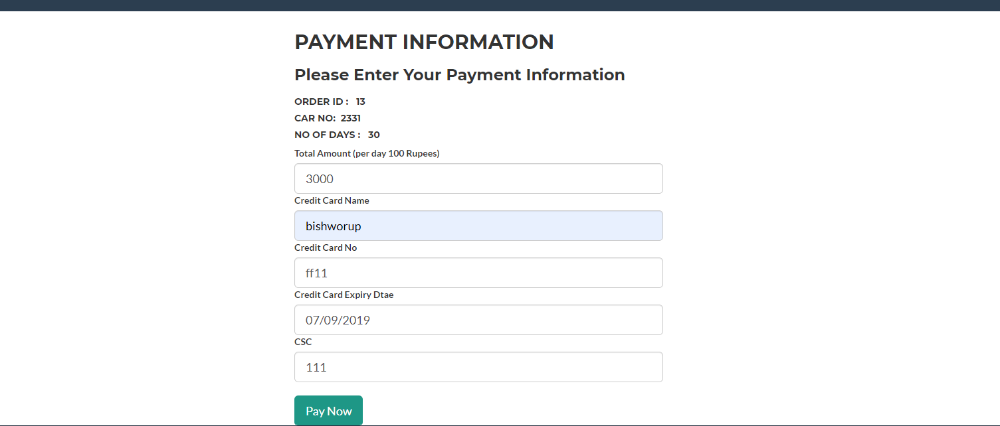 PAYMENT INFORMATION
Please Enter Your Payment Information
ORDER ID : 13
CAR NO: 2331
NO OF DAYS : 30
Total Amount (per day 100 Rupees)
3000
Credit Card Name
bishworup
Credit Card No
ff11
Credit Card Expiry Dtae
07/09/2019
CSC
111
Pay Now